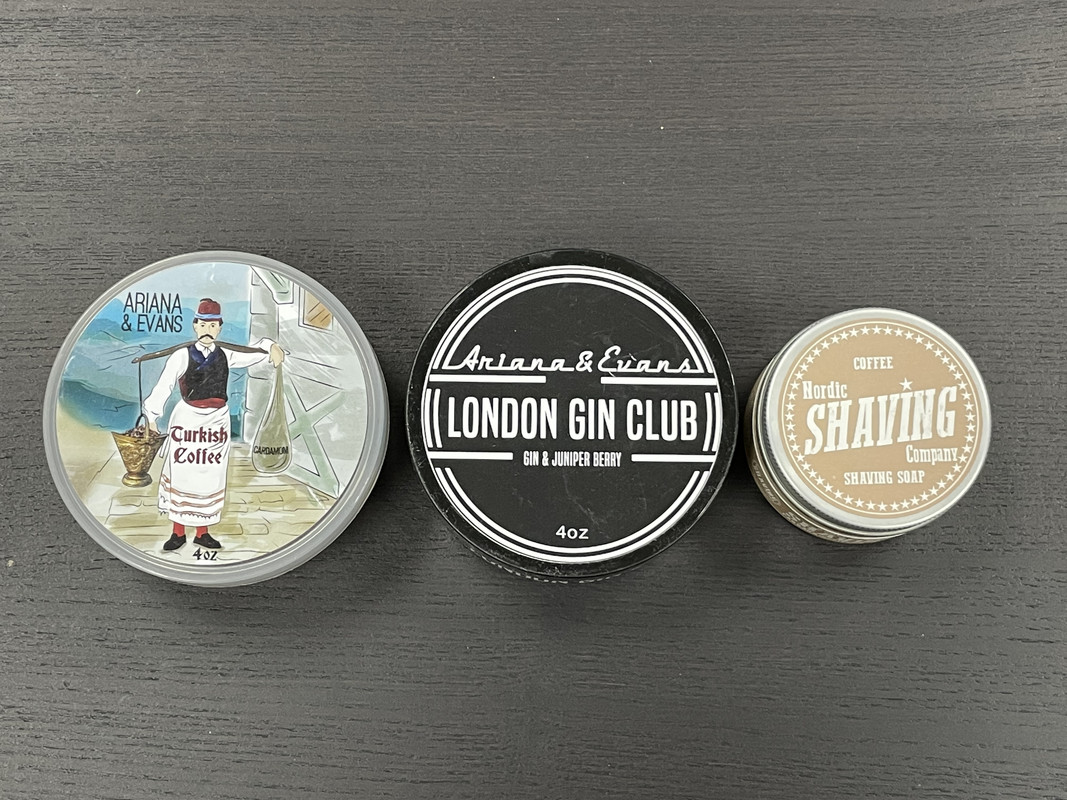 ARIANA
& EVANS
Turkish
Coffee
CARDAMOM
4oz
Ariana & Evans
LONDON GIN CLUB
GIN & JUNIPER BERRY
4oz
COFFEE
Nordic
SHAVING
Company
SHAVING SOAP